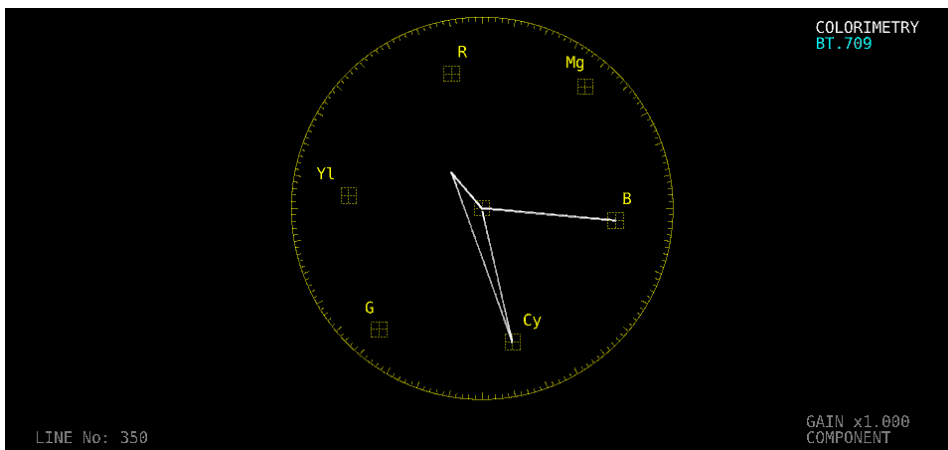 COLORIMETRY
BT.709
R
Mg
Yl
B
G
Cy
LINE No: 350
GAIN x1.000
COMPONENT